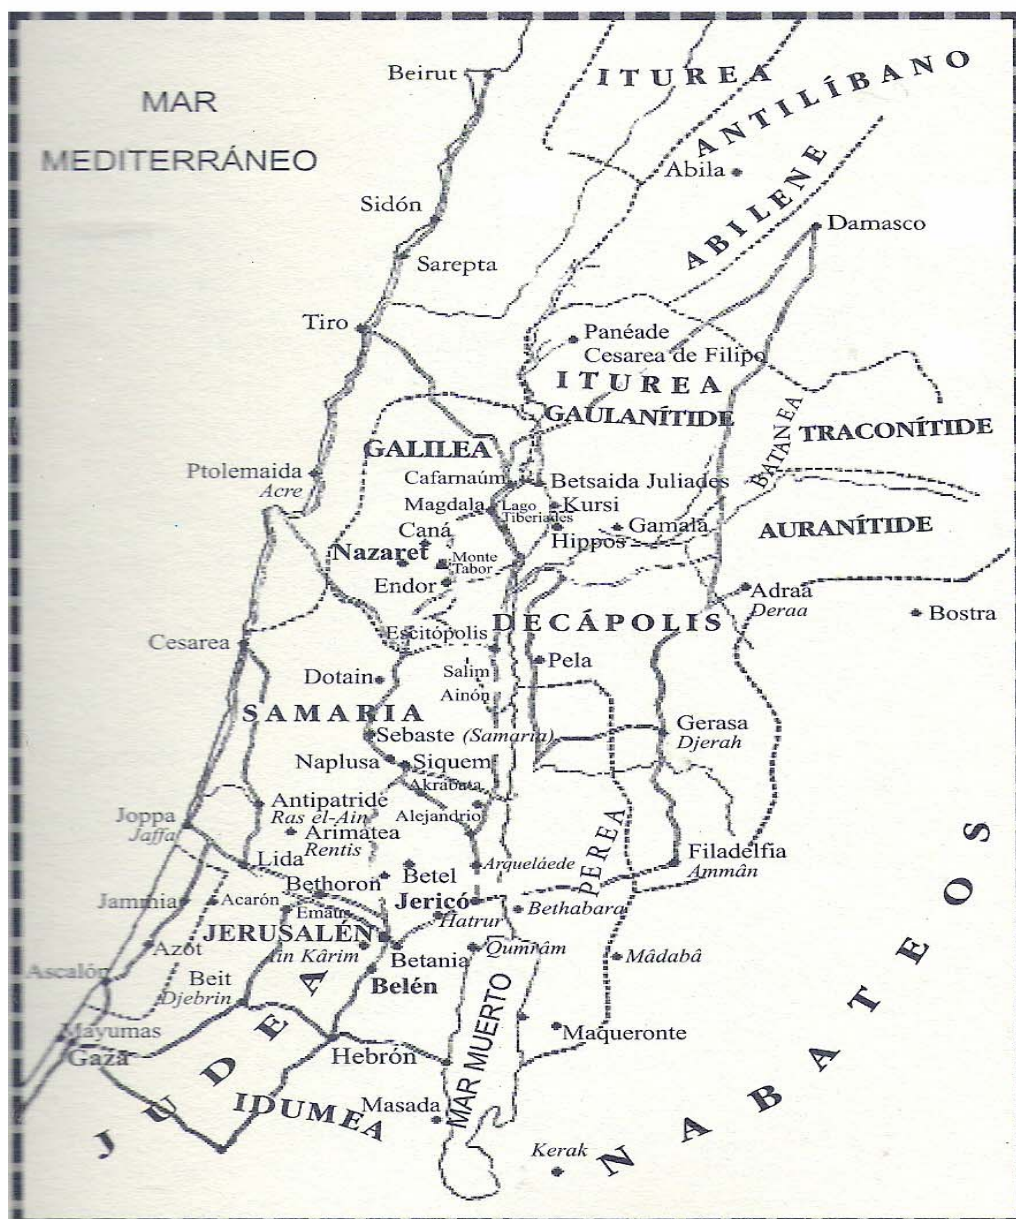 Beirut
ITUREA
MAR
MEDITERRÁNEO
ANTILÍBANO
Abila
ABILENE
Sidón
Damasco
Sarepta
Tiro
Panéade
Cesarea de Filipo
ITUREA
GAULANÍTIDE
BATANEA
TRACONÍTIDE
GALILEA
Ptolemaida
Acre
Cafarnaúm
Betsaida Juliades
Magdala
Lago
Tiberiades
Kursi
Gamala
AURANÍTIDE
Caná
Hippos
Nazaret
Monte
Tabor
Endor
Adraa
Deraa
Bostra
DECÁPOLIS
Escitópolis
Cesarea
Salim
Pela
Dotain
Ainón
SAMARIA
Sebaste (Samaria)
Gerasa
Djerah
Naplusa
Siquem
Akrabata
Antipatride
Ras el-Ain
Alejandrio
Joppa
Jaffa
Arimatea
Rentis
PEREA
Lida
Arqueláede
Filadelfia
Ammân
Betel
Bethoron
Jericó
Jammia
Acarón
Emaus
Hatrur
Bethabara
JERUSALÉN
Azot
Ain Kârim
Betania
Qumrám
Mâdabâ
Ascalón
Beit
Djebrin
Belén
MAR MUERTO
Mayumas
Gaza
Maqueronte
Hebrón
JUDEA
IDUMEA
Masada
Kerak
NABATEOS